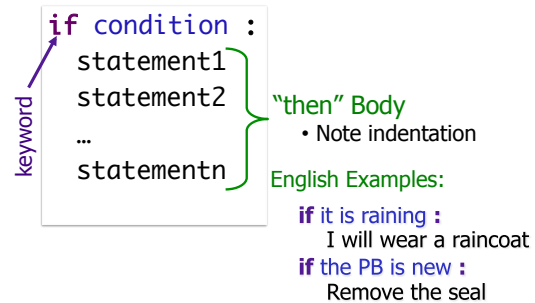 if condition :
statement1
statement2
…
statementn
keyword
“then” Body
• Note indentation
English Examples:
if it is raining :
I will wear a raincoat
if the PB is new :
Remove the seal